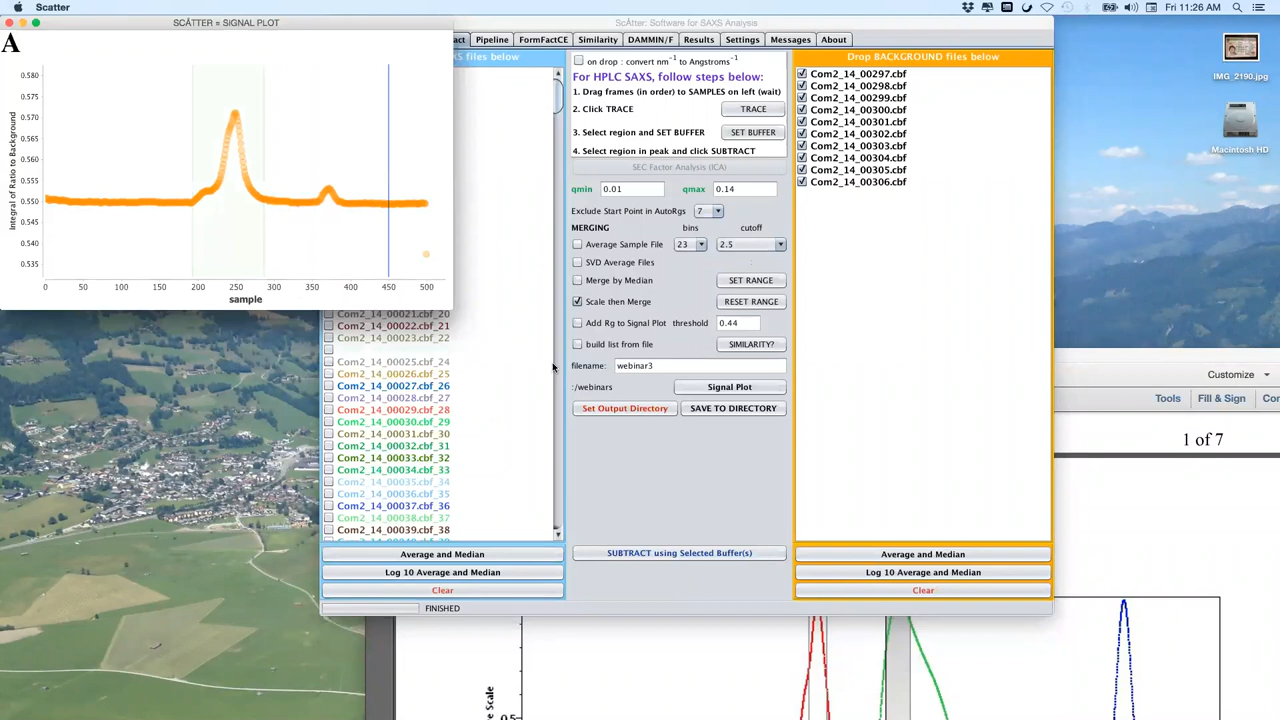 Scatter
Fri 11:26 AM
SCÅTTER ≡ SIGNAL PLOT
A
0.580
0.575
0.570
0.565
0.560
0.555
0.550
0.545
0.540
0.535
Integral of Ratio to Background
0 50 100 150 200 250 300 350 400 450 500
sample
ScÅtter: Software for SAXS Analysis
Pipeline FormFactCE Similarity DAMMIN/F Results Settings Messages About
files below
on drop : convert nm⁻¹ to Angstroms⁻¹
For HPLC SAXS, follow steps below:
1. Drag frames (in order) to SAMPLES on left (wait)
2. Click TRACE TRACE
3. Select region and SET BUFFER SET BUFFER
4. Select region in peak and click SUBTRACT
SEC Factor Analysis (ICA)
qmin 0.01 qmax 0.14
Exclude Start Point in AutoRgs 7
MERGING bins cutoff
Average Sample File 23 2.5
SVD Average Files :
Merge by Median SET RANGE
Scale then Merge RESET RANGE
Add Rg to Signal Plot threshold 0.44
build list from file SIMILARITY?
filename: webinar3
:/webinars Signal Plot
Set Output Directory SAVE TO DIRECTORY
SUBTRACT using Selected Buffer(s)
Com2_14_00021.cbf_20
Com2_14_00022.cbf_21
Com2_14_00023.cbf_22
Com2_14_00025.cbf_24
Com2_14_00026.cbf_25
Com2_14_00027.cbf_26
Com2_14_00028.cbf_27
Com2_14_00029.cbf_28
Com2_14_00030.cbf_29
Com2_14_00031.cbf_30
Com2_14_00032.cbf_31
Com2_14_00033.cbf_32
Com2_14_00034.cbf_33
Com2_14_00035.cbf_34
Com2_14_00036.cbf_35
Com2_14_00037.cbf_36
Com2_14_00038.cbf_37
Com2_14_00039.cbf_38
Average and Median
Log 10 Average and Median
Clear
FINISHED
Drop BACKGROUND files below
Com2_14_00297.cbf
Com2_14_00298.cbf
Com2_14_00299.cbf
Com2_14_00300.cbf
Com2_14_00301.cbf
Com2_14_00302.cbf
Com2_14_00303.cbf
Com2_14_00304.cbf
Com2_14_00305.cbf
Com2_14_00306.cbf
Average and Median
Log 10 Average and Median
Clear
IMG_2190.jpg
Macintosh HD
Customize
Tools Fill & Sign
1 of 7
0.5